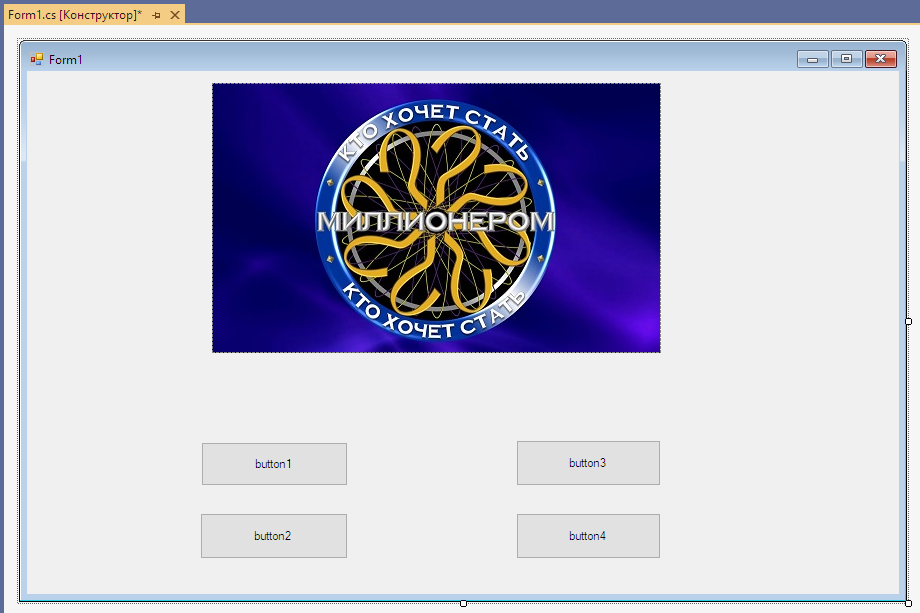 Form1.cs [Конструктор]*
Form1
КТО ХОЧЕТ СТАТЬ
МИЛЛИОНЕРОМ
КТО ХОЧЕТ СТАТЬ
button1
button3
button2
button4